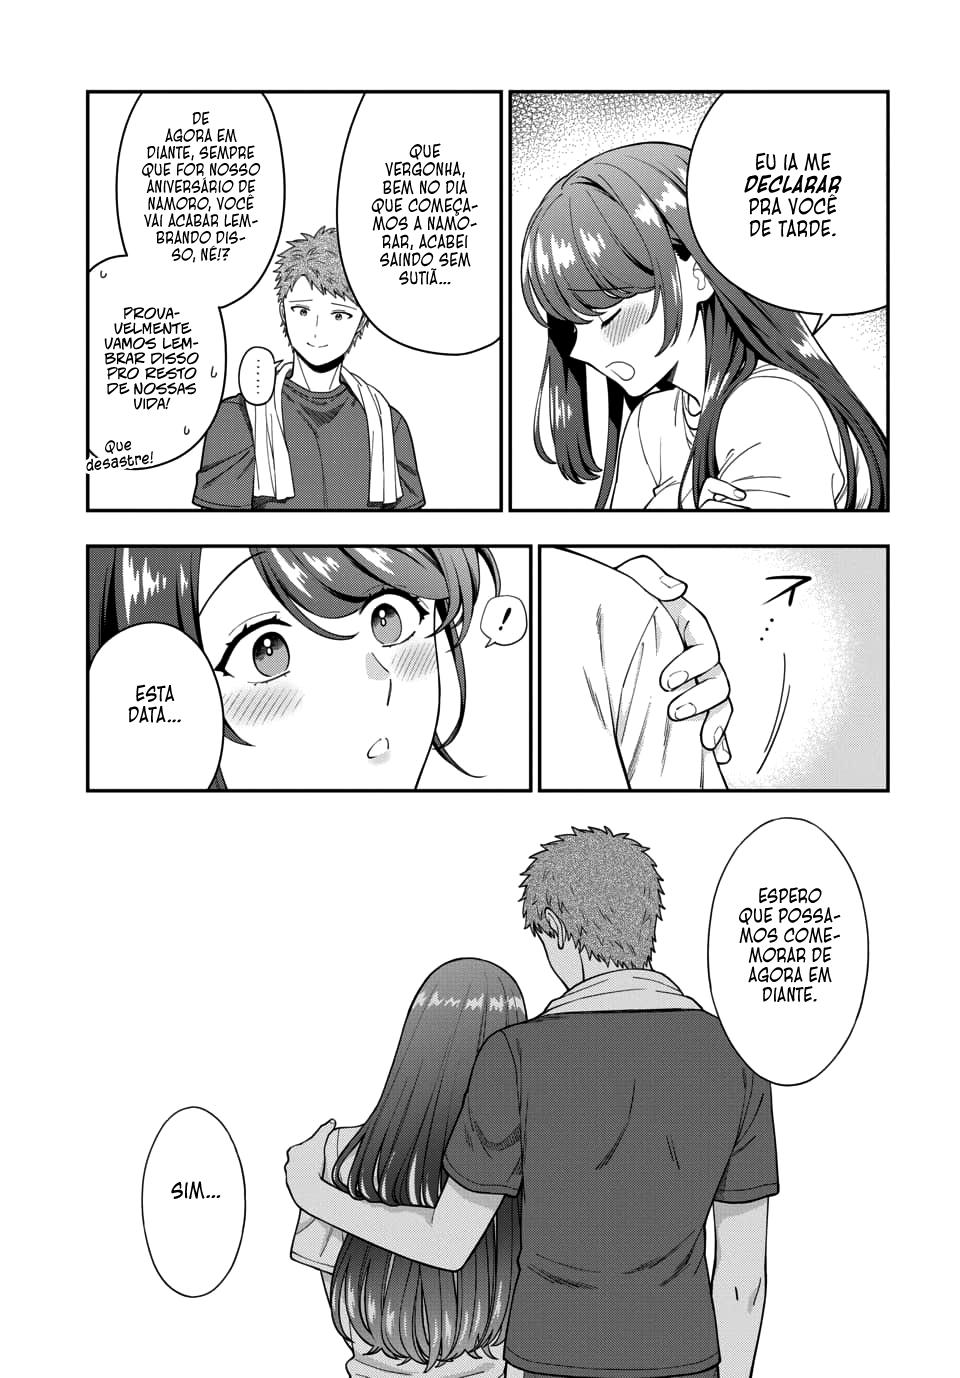 EU IA ME
DECLARAR
PRA VOCÊ
DE TARDE.
QUE
VERGONHA,
BEM NO DIA
QUE COMEÇA-
MOS A NAMO-
RAR, ACABEI
SAINDO SEM
SUTIÃ...
DE
AGORA EM
DIANTE, SEMPRE
QUE FOR NOSSO
ANIVERSÁRIO DE
NAMORO, VOCÊ
VAI ACABAR LEM-
BRANDO DIS-
SO, NÉ!?
PROVA-
VELMENTE
VAMOS LEM-
BRAR DISSO
PRO RESTO
DE NOSSAS
VIDA!
Que
desastre!
......
ス…
!
ESTA
DATA...
ESPERO
QUE POSSA-
MOS COME-
MORAR DE
AGORA EM
DIANTE.
SIM...